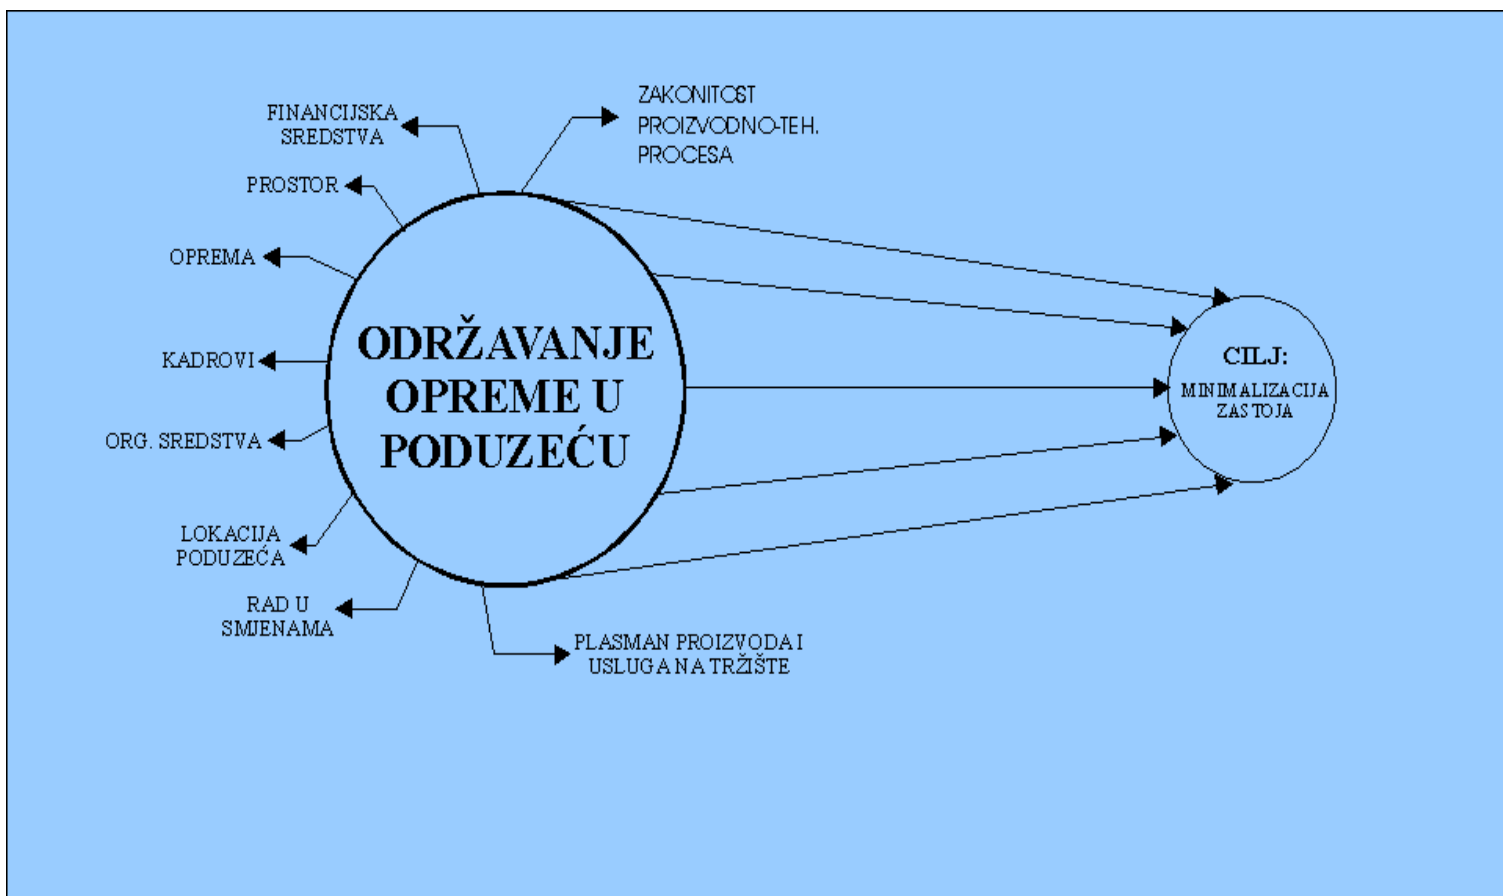 FINANCIJSKA
SREDSTVA
ZAKONITOST
PROIZVODNO-TEH.
PROCESA
PROSTOR
OPREMA
KADROVI
ORG. SREDSTVA
LOKACIJA
PODUZEĆA
RAD U
SMJENAMA
PLASMAN PROIZVODA I
USLUGA NA TRŽIŠTE
ODRŽAVANJE
OPREME U
PODUZEĆU
CILJ:
MINIMALIZACIJA
ZASTOJA